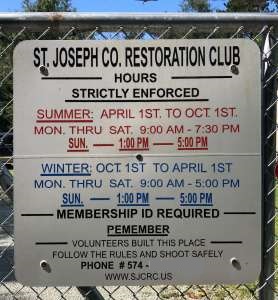 ST. JOSEPH CO. RESTORATION CLUB
HOURS
STRICTLY ENFORCED
SUMMER: APRIL 1ST. TO OCT 1ST.
MON. THRU SAT. 9:00 AM - 7:30 PM
SUN. — 1:00 PM — 5:00 PM
WINTER: OCT. 1ST TO APRIL 1ST
MON. THRU SAT. 9:00 AM - 5:00 PM
SUN. — 1:00 PM — 5:00 PM
MEMBERSHIP ID REQUIRED
PEMEMBER
VOLUNTEERS BUILT THIS PLACE
FOLLOW THE RULES AND SHOOT SAFELY
PHONE # 574 -
WWW.SJCRC.US